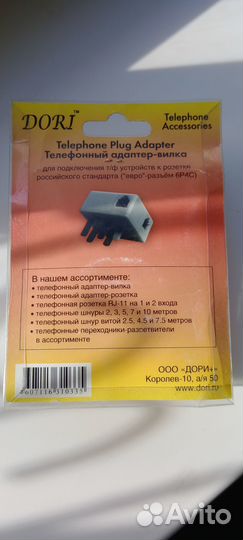 DORI™
Telephone
Accessories
Telephone Plug Adapter
Телефонный адаптер-вилка
для подключения т/ф устройств к розетке
российского стандарта ("евро"-разъём 6P4C)
В нашем ассортименте:
• телефонный адаптер-вилка
• телефонный адаптер-розетка
• телефонная розетка RJ-11 на 1 и 2 входа
• телефонные шнуры 2, 3, 5, 7 и 10 метров
• телефонный шнур витой 2.5, 4.5 и 7.5 метров
• телефонные переходники-разветвители
в ассортименте
4607116310335
ООО «ДОРИ»
Королев-10, а/я 50
www.dori.ru
Avito